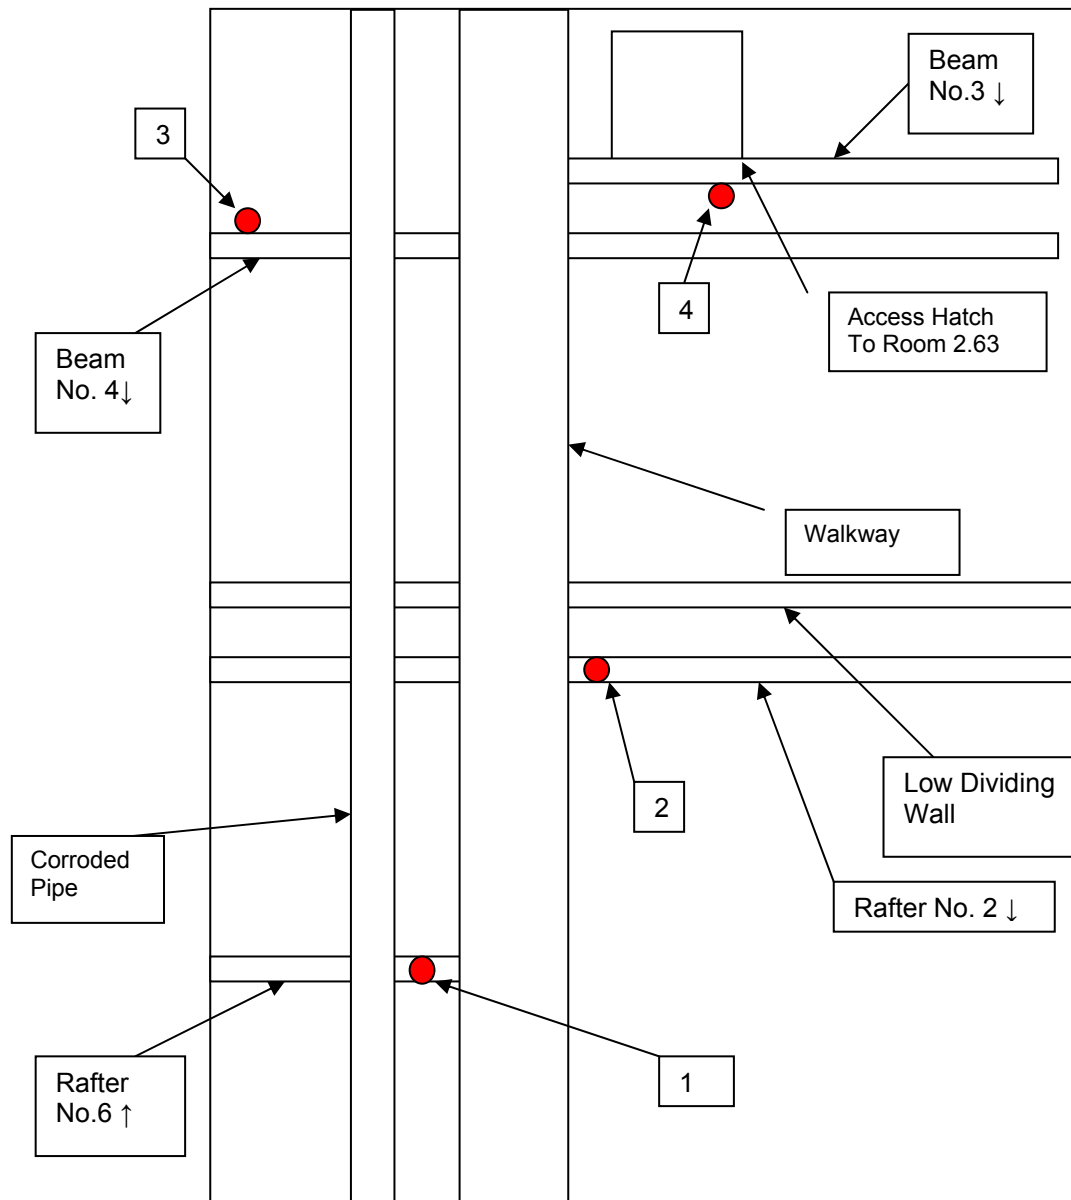 Beam
No.3 ↓
3
4
Access Hatch
To Room 2.63
Beam
No. 4↓
Walkway
Low Dividing
Wall
2
Corroded
Pipe
Rafter No. 2 ↓
Rafter
No.6 ↑
1